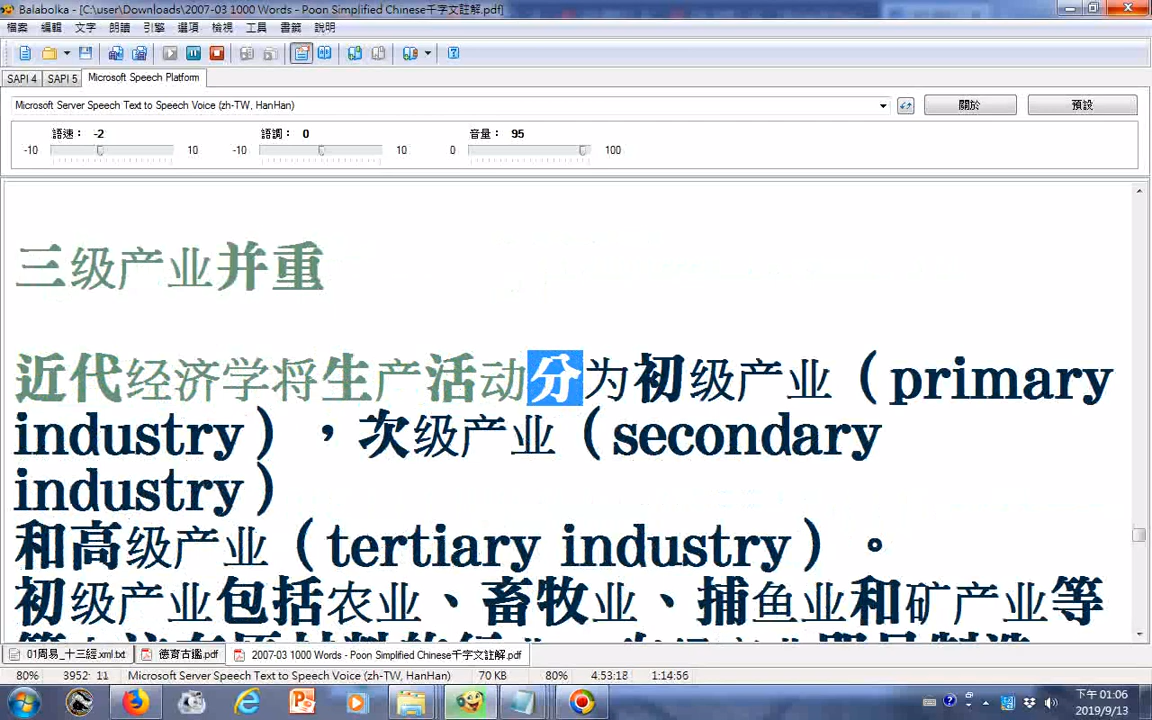 Balabolka - [C:\user\Downloads\2007-03 1000 Words - Poon Simplified Chinese千字文註解.pdf]
檔案 編輯 文字 朗讀 引擎 選項 檢視 工具 書籤 說明
SAPI 4 SAPI 5 Microsoft Speech Platform
Microsoft Server Speech Text to Speech Voice (zh-TW, HanHan) 關於 預設
語速： -2 語調： 0 音量： 95
-10 10 -10 10 0 100
三级产业并重
近代经济学将生产活动分为初级产业（primary
industry），次级产业（secondary
industry）
和高级产业（tertiary industry）。
初级产业包括农业、畜牧业、捕鱼业和矿产业等
01周易_十三經.xml.txt 德育古鑑.pdf 2007-03 1000 Words - Poon Simplified Chinese千字文註解.pdf
80% 3952: 11 Microsoft Server Speech Text to Speech Voice (zh-TW, HanHan) 70 KB 80% 4:53:18 1:14:56
下午 01:06
2019/9/13